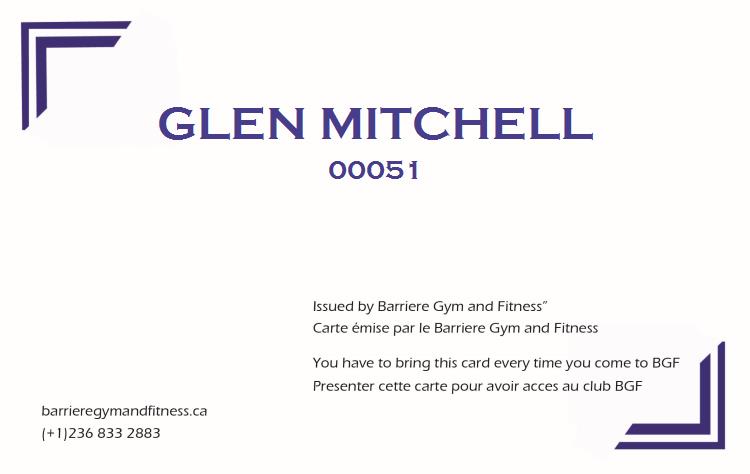 GLEN MITCHELL
00051
Issued by Barriere Gym and Fitness”
Carte émise par le Barriere Gym and Fitness
You have to bring this card every time you come to BGF
Presenter cette carte pour avoir acces au club BGF
barrieregymandfitness.ca
(+1)236 833 2883